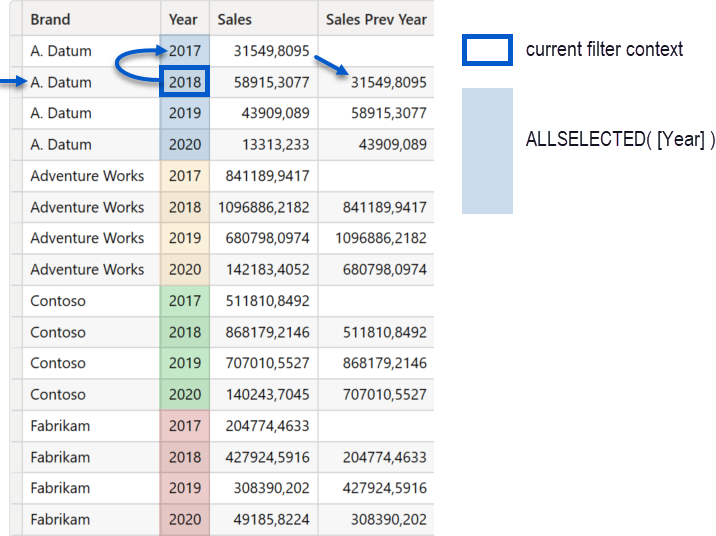 Brand Year Sales Sales Prev Year
A. Datum 2017 31549,8095
A. Datum 2018 58915,3077 31549,8095
A. Datum 2019 43909,089 58915,3077
A. Datum 2020 13313,233 43909,089
Adventure Works 2017 841189,9417
Adventure Works 2018 1096886,2182 841189,9417
Adventure Works 2019 680798,0974 1096886,2182
Adventure Works 2020 142183,4052 680798,0974
Contoso 2017 511810,8492
Contoso 2018 868179,2146 511810,8492
Contoso 2019 707010,5527 868179,2146
Contoso 2020 140243,7045 707010,5527
Fabrikam 2017 204774,4633
Fabrikam 2018 427924,5916 204774,4633
Fabrikam 2019 308390,202 427924,5916
Fabrikam 2020 49185,8224 308390,202
current filter context
ALLSELECTED( [Year] )